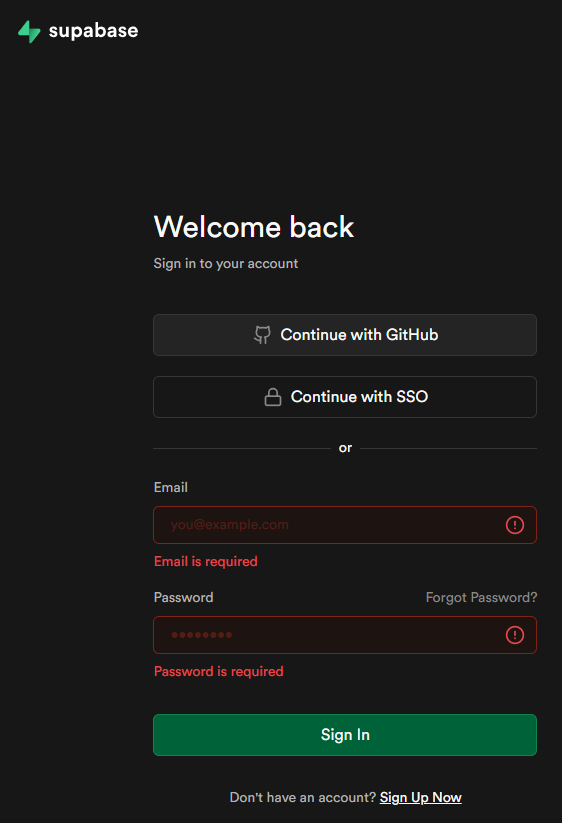 supabase
Welcome back
Sign in to your account
Continue with GitHub
Continue with SSO
or
Email
you@example.com
Email is required
Password Forgot Password?
••••••••
Password is required
Sign In
Don't have an account? Sign Up Now